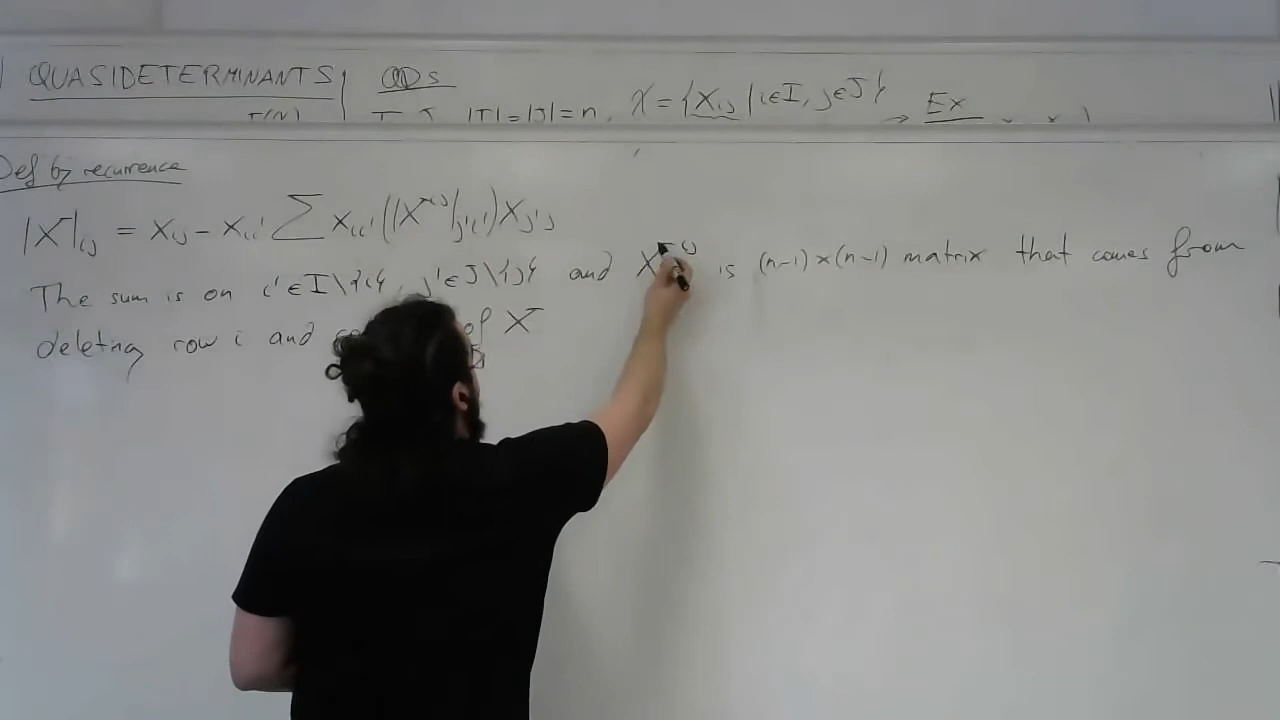 QUASIDETERMINANTS | QDs
|I|=|J|=n, X={x_ij | i∈I, j∈J} → Ex
Def by recurrence
|X|_ij = x_ij - x_ii' ∑ x_ii' (|X^ij|_j'i') x_j'j
The sum is on i'∈I\{i}, j'∈J\{j} and X^ij is (n-1)×(n-1) matrix that comes from
deleting row i and of X